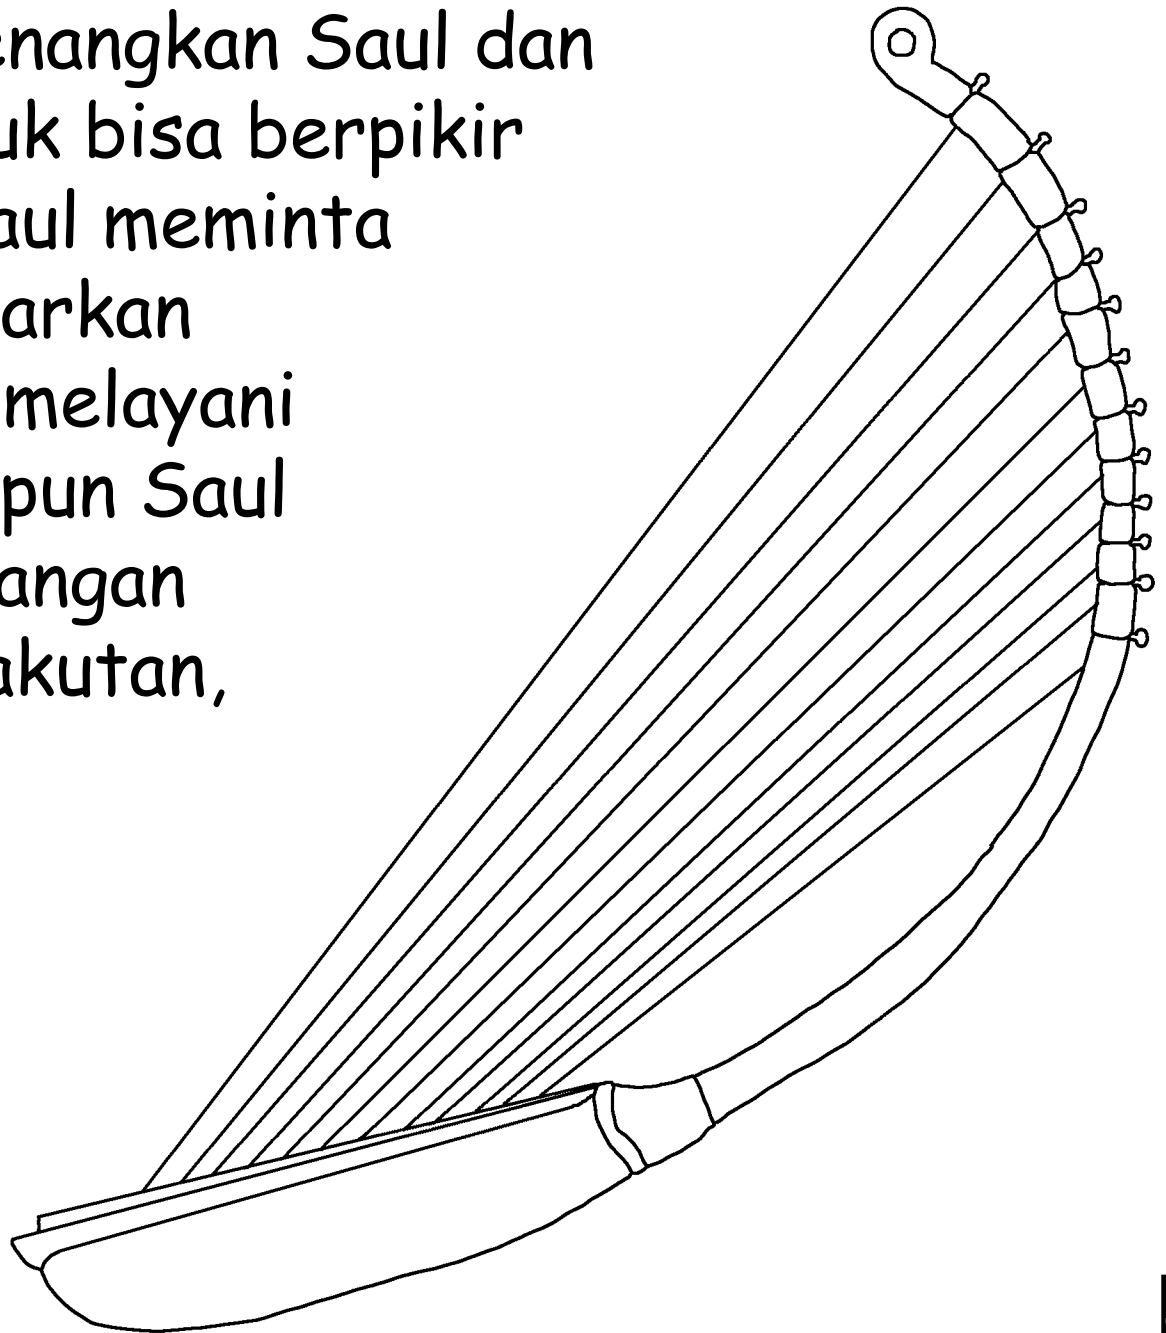 enangkan Saul dan
uk bisa berpikir
aul meminta
arkan
melayani
pun Saul
angan
akutan,